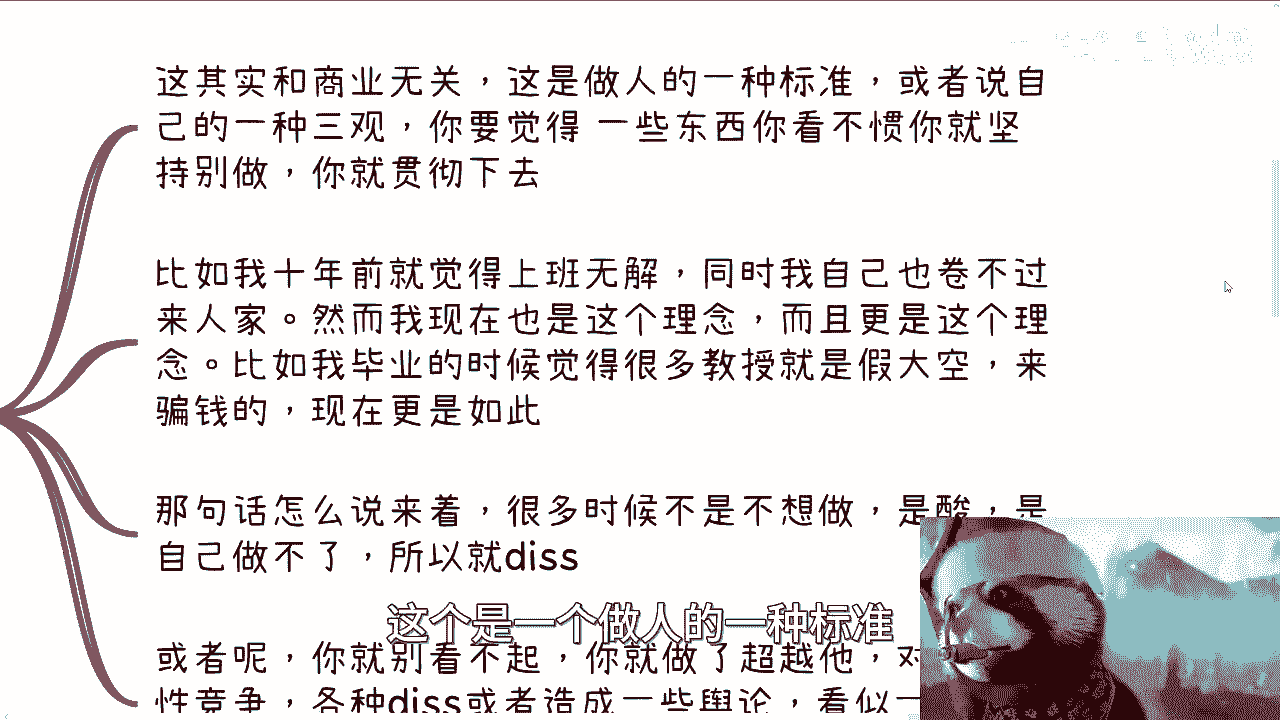 这其实和商业无关，这是做人的一种标准，或者说自
己的一种三观，你要觉得 一些东西你看不惯你就坚
持别做，你就贯彻下去
比如我十年前就觉得上班无解，同时我自己也卷不过
来人家。然而我现在也是这个理念，而且更是这个理
念。比如我毕业的时候觉得很多教授就是假大空，来
骗钱的，现在更是如此
那句话怎么说来着，很多时候不是不想做，是酸，是
自己做不了，所以就diss
这个是一个做人的一种标准
或者呢，你就别看不起，你就做了超越他，对
性竞争，各种diss或者造成一些舆论，看似一